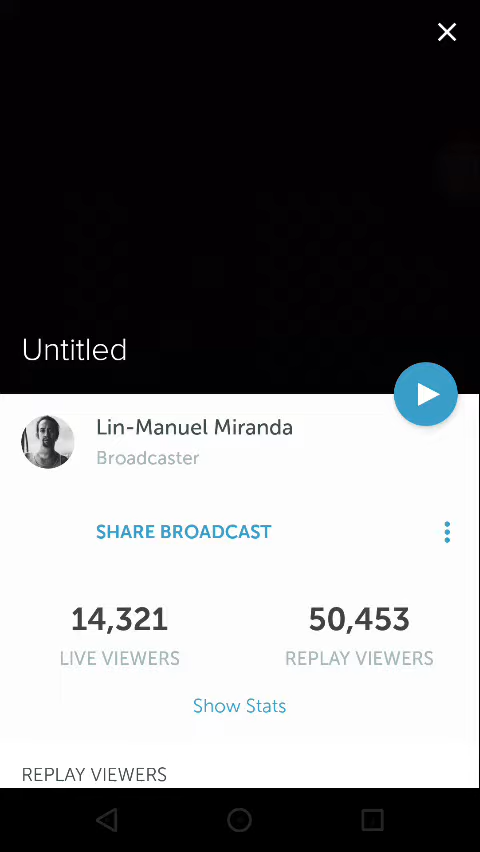 Untitled
Lin-Manuel Miranda
Broadcaster
SHARE BROADCAST
14,321 50,453
LIVE VIEWERS REPLAY VIEWERS
Show Stats
REPLAY VIEWERS